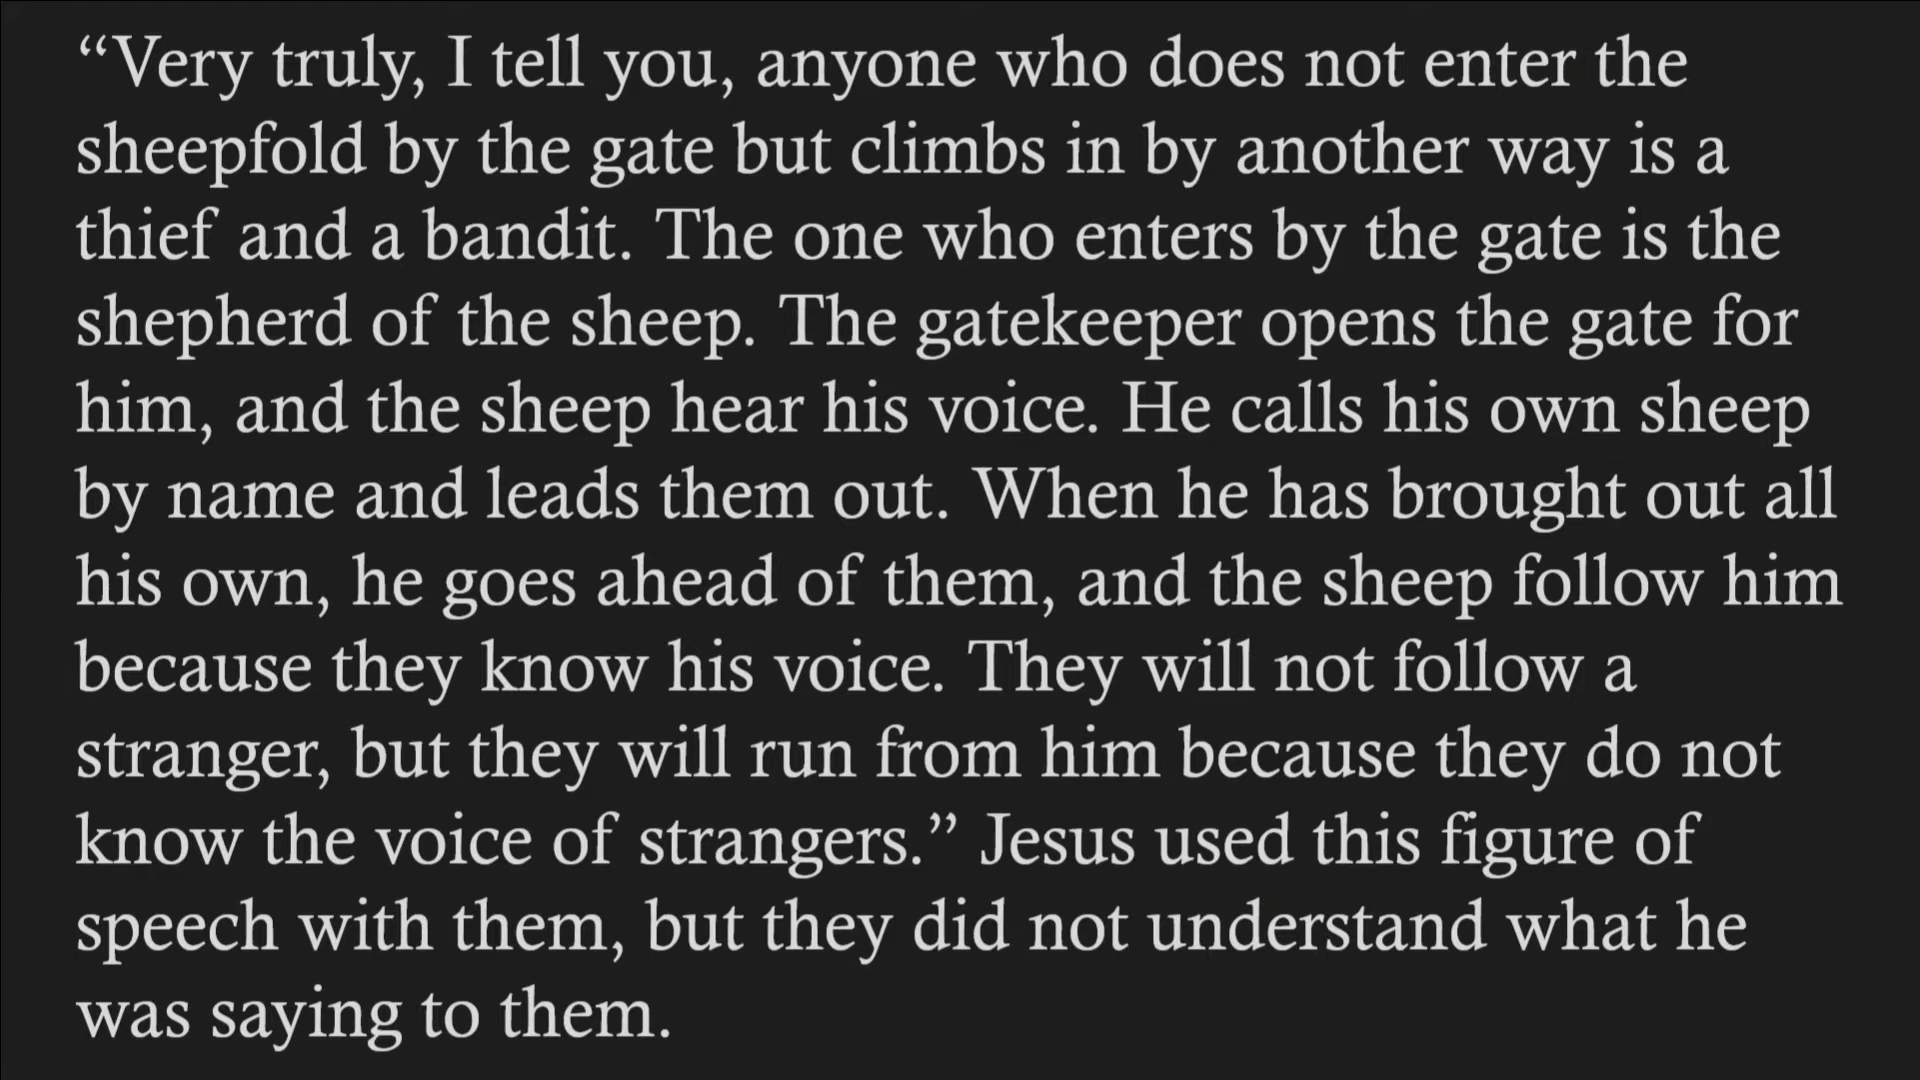 “Very truly, I tell you, anyone who does not enter the
sheepfold by the gate but climbs in by another way is a
thief and a bandit. The one who enters by the gate is the
shepherd of the sheep. The gatekeeper opens the gate for
him, and the sheep hear his voice. He calls his own sheep
by name and leads them out. When he has brought out all
his own, he goes ahead of them, and the sheep follow him
because they know his voice. They will not follow a
stranger, but they will run from him because they do not
know the voice of strangers.” Jesus used this figure of
speech with them, but they did not understand what he
was saying to them.